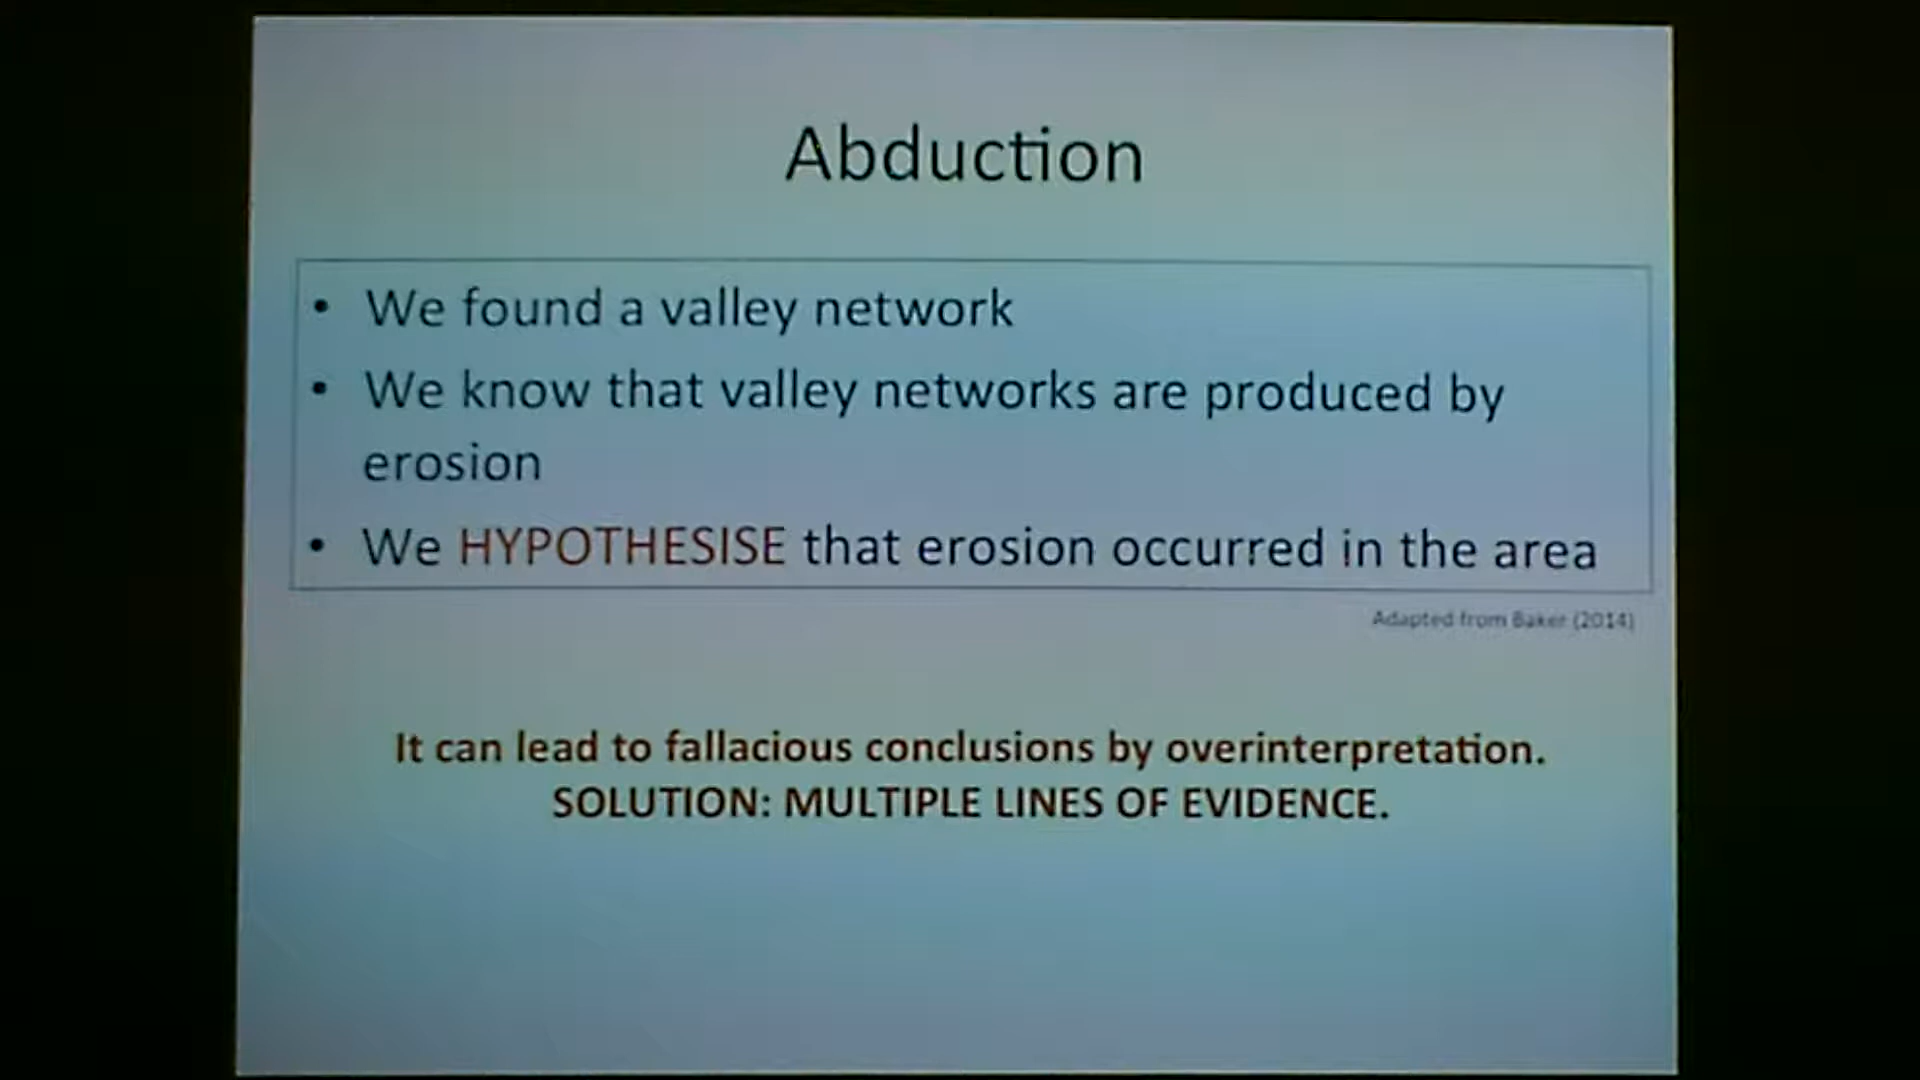 Abduction
• We found a valley network
• We know that valley networks are produced by
erosion
• We HYPOTHESISE that erosion occurred in the area
Adapted from Baker (2014)
It can lead to fallacious conclusions by overinterpretation.
SOLUTION: MULTIPLE LINES OF EVIDENCE.